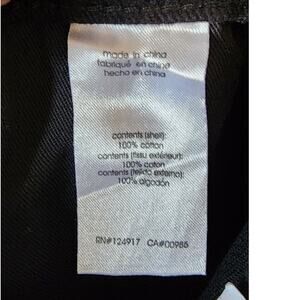 made in china
fabriqué en chine
hecho en china
contents (shell):
100% cotton
contents (tissu extérieur):
100% coton
contents (tejido externo):
100% algodón
RN#124917 CA#00985